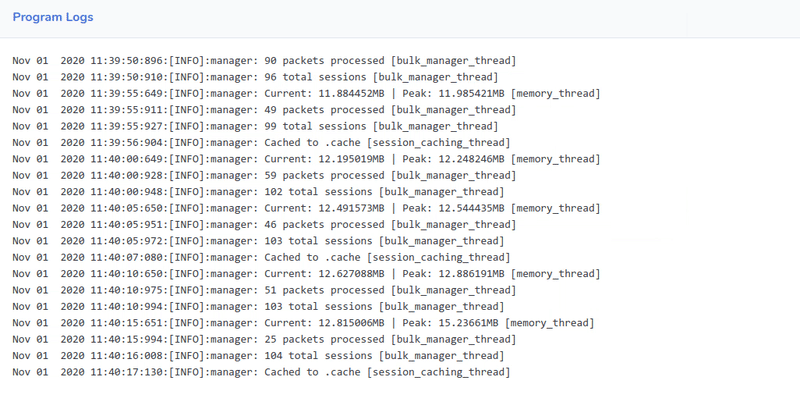 Program Logs
Nov 01  2020 11:39:50:896:[INFO]:manager: 90 packets processed [bulk_manager_thread]
Nov 01  2020 11:39:50:910:[INFO]:manager: 96 total sessions [bulk_manager_thread]
Nov 01  2020 11:39:55:649:[INFO]:manager: Current: 11.884452MB | Peak: 11.985421MB [memory_thread]
Nov 01  2020 11:39:55:911:[INFO]:manager: 49 packets processed [bulk_manager_thread]
Nov 01  2020 11:39:55:927:[INFO]:manager: 99 total sessions [bulk_manager_thread]
Nov 01  2020 11:39:56:904:[INFO]:manager: Cached to .cache [session_caching_thread]
Nov 01  2020 11:40:00:649:[INFO]:manager: Current: 12.195019MB | Peak: 12.248246MB [memory_thread]
Nov 01  2020 11:40:00:928:[INFO]:manager: 59 packets processed [bulk_manager_thread]
Nov 01  2020 11:40:00:948:[INFO]:manager: 102 total sessions [bulk_manager_thread]
Nov 01  2020 11:40:05:650:[INFO]:manager: Current: 12.491573MB | Peak: 12.544435MB [memory_thread]
Nov 01  2020 11:40:05:951:[INFO]:manager: 46 packets processed [bulk_manager_thread]
Nov 01  2020 11:40:05:972:[INFO]:manager: 103 total sessions [bulk_manager_thread]
Nov 01  2020 11:40:07:080:[INFO]:manager: Cached to .cache [session_caching_thread]
Nov 01  2020 11:40:10:650:[INFO]:manager: Current: 12.627088MB | Peak: 12.886191MB [memory_thread]
Nov 01  2020 11:40:10:975:[INFO]:manager: 51 packets processed [bulk_manager_thread]
Nov 01  2020 11:40:10:994:[INFO]:manager: 103 total sessions [bulk_manager_thread]
Nov 01  2020 11:40:15:651:[INFO]:manager: Current: 12.815006MB | Peak: 15.23661MB [memory_thread]
Nov 01  2020 11:40:15:994:[INFO]:manager: 25 packets processed [bulk_manager_thread]
Nov 01  2020 11:40:16:008:[INFO]:manager: 104 total sessions [bulk_manager_thread]
Nov 01  2020 11:40:17:130:[INFO]:manager: Cached to .cache [session_caching_thread]